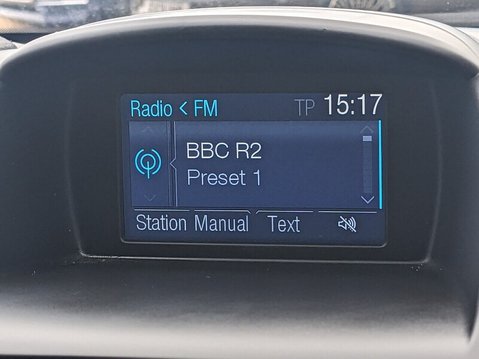 Radio < FM TP 15:17
BBC R2
Preset 1
Station Manual Text